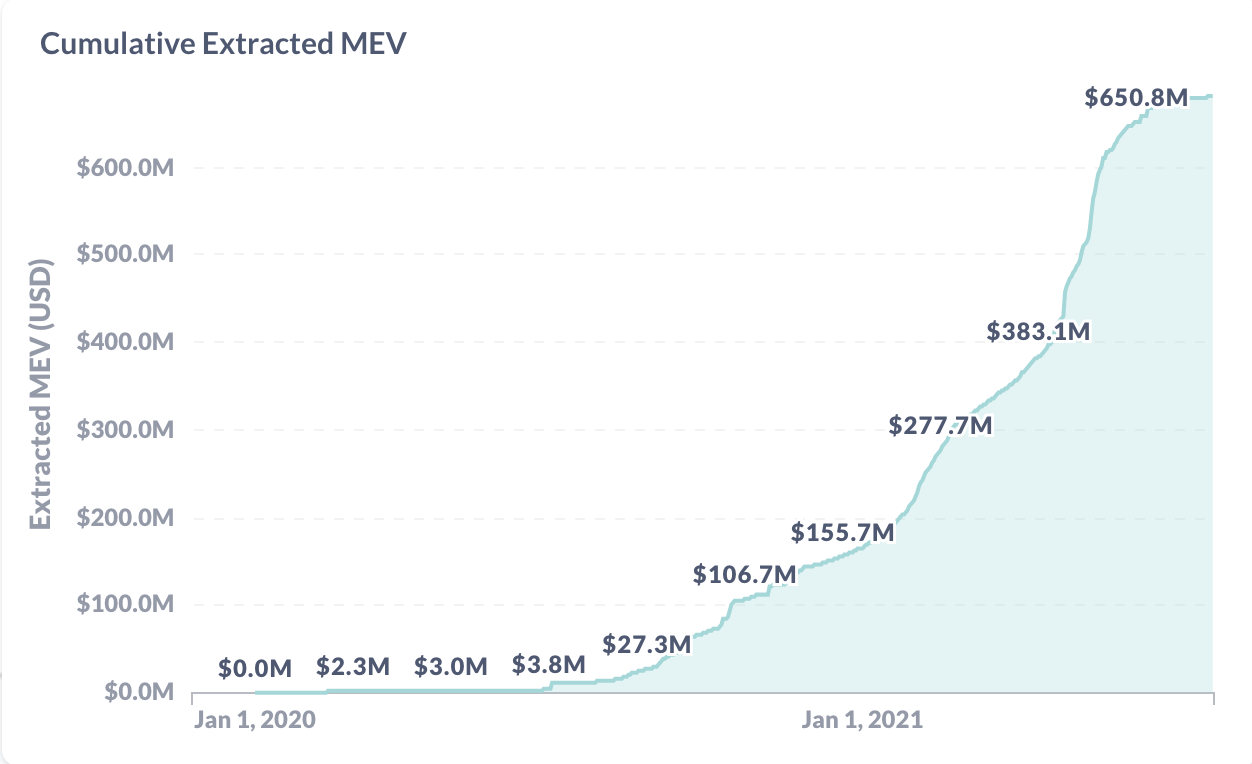 Cumulative Extracted MEV
$650.8M
$600.0M
$500.0M
$400.0M
$383.1M
$300.0M
$277.7M
$200.0M
$155.7M
$106.7M
$100.0M
$27.3M
$0.0M $2.3M $3.0M $3.8M
$0.0M
Extracted MEV (USD)
Jan 1, 2020 Jan 1, 2021